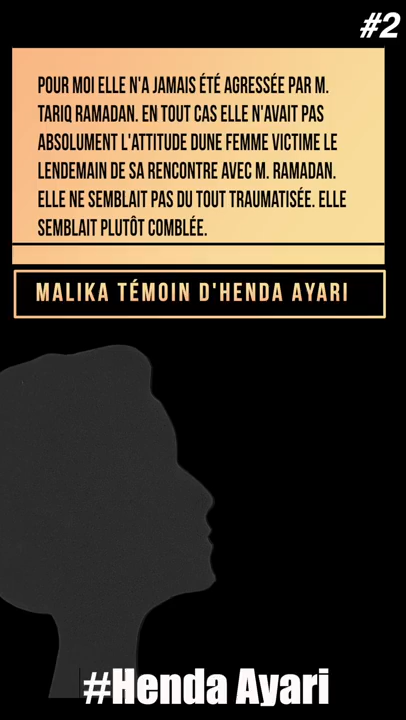 #2
POUR MOI ELLE N'A JAMAIS ÉTÉ AGRESSÉE PAR M.
TARIQ RAMADAN. EN TOUT CAS ELLE N'AVAIT PAS
ABSOLUMENT L'ATTITUDE DUNE FEMME VICTIME LE
LENDEMAIN DE SA RENCONTRE AVEC M. RAMADAN.
ELLE NE SEMBLAIT PAS DU TOUT TRAUMATISÉE. ELLE
SEMBLAIT PLUTÔT COMBLÉE.
MALIKA TÉMOIN D'HENDA AYARI
#Henda Ayari